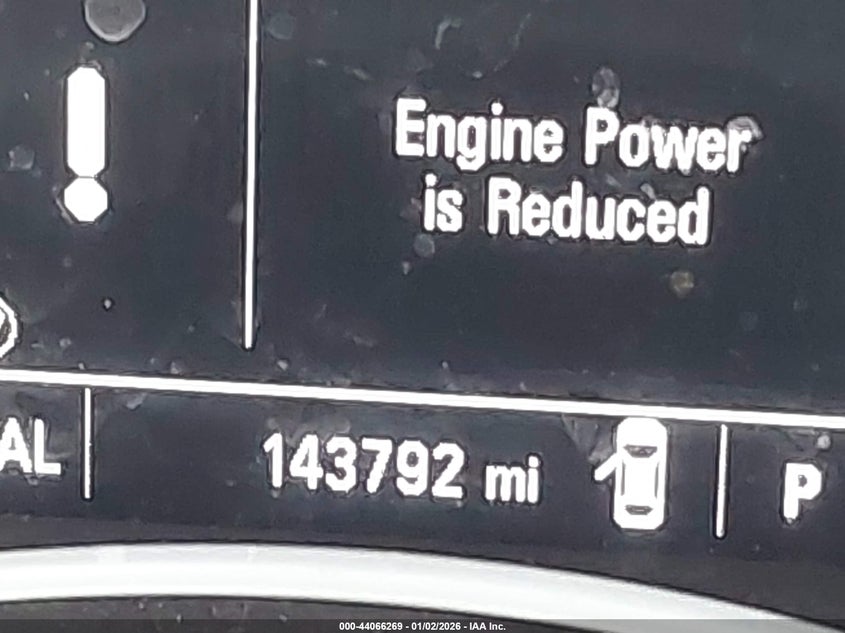 Engine Power
is Reduced
AL
143792 mi
P
000-44066269 - 01/02/2026 - IAA Inc.